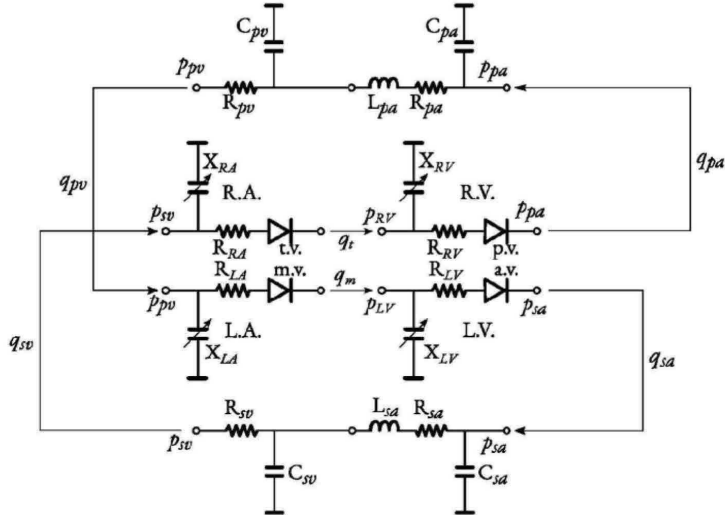 C_pv C_pa
p_pv p_pa
R_pv L_pa R_pa
X_RA X_RV
q_pv R.A. R.V. q_pa
p_sv p_RV p_pa
R_RA t.v. q_t R_RV p.v.
R_LA m.v. q_m R_LV a.v.
p_pv p_LV p_sa
q_sv L.A. L.V. q_sa
X_LA X_LV
R_sv L_sa R_sa
p_sv p_sa
C_sv C_sa